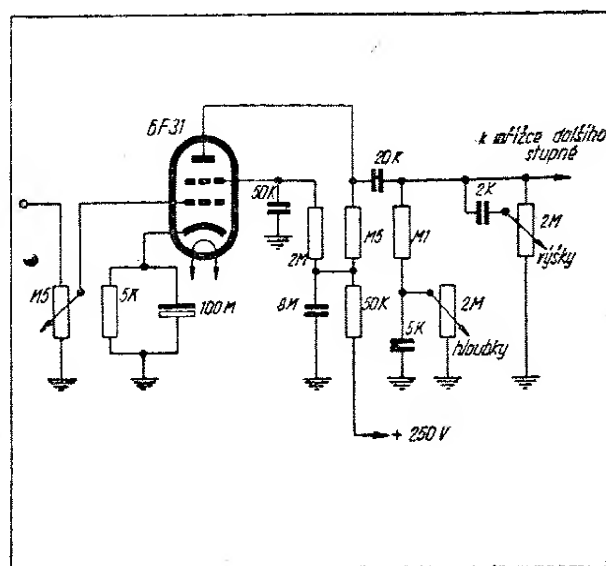 6F31
k mřížce dalšího
stupně
20K
50K
2K
M5
M1
2M
2M
výšky
M5
5K
100M
8M
50K
2M
5K
hloubky
+ 250 V